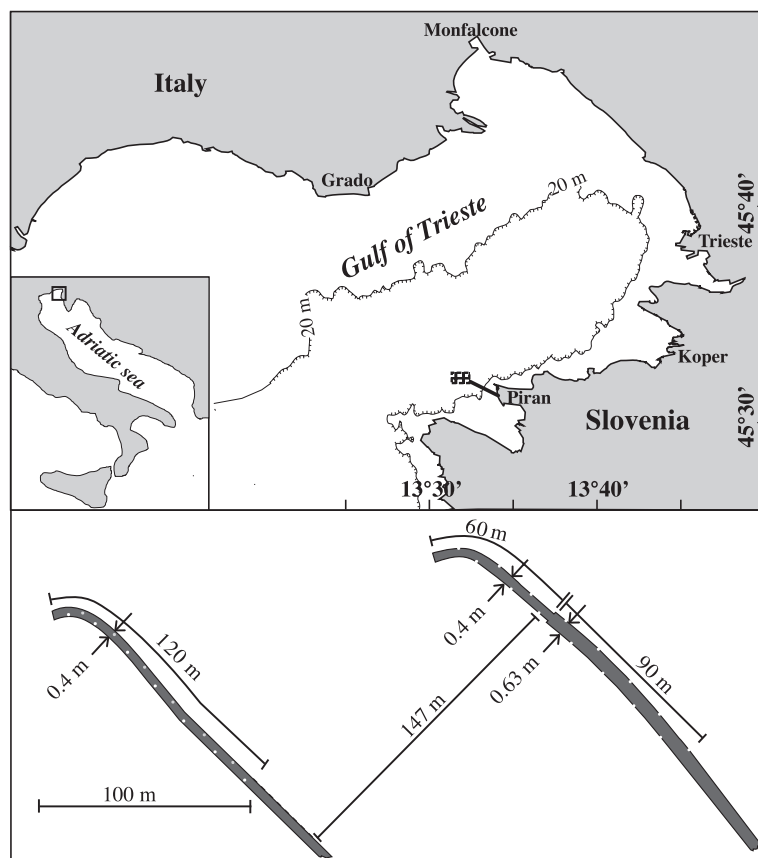 Monfalcone
Italy
Grado
20 m
45°40'
Gulf of Trieste
Trieste
20 m
Adriatic sea
Koper
Piran
Slovenia
45°30'
13°30'
13°40'
60 m
0.4 m
120 m
0.4 m
0.63 m
90 m
147 m
100 m